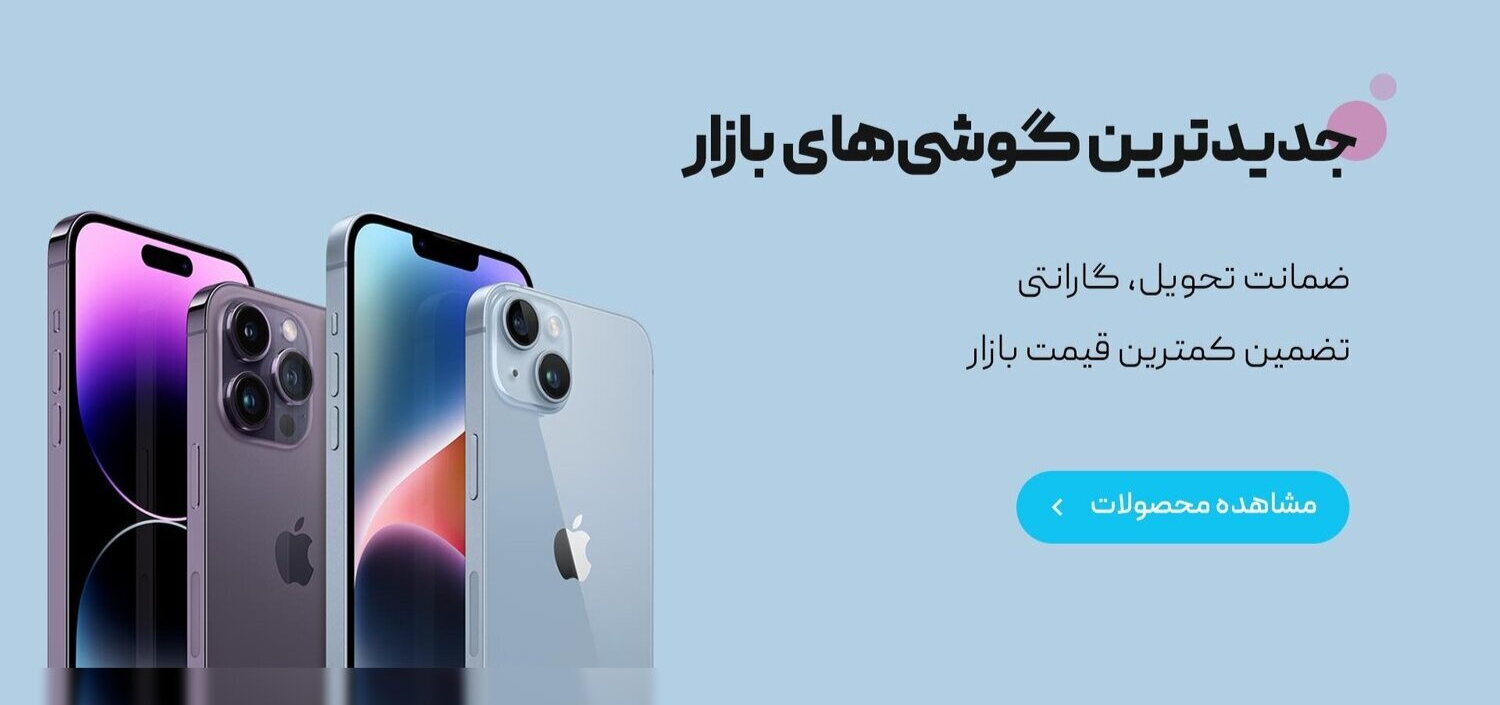 جدیدترین گوشی‌های بازار
ضمانت تحویل، گارانتی
تضمین کمترین قیمت بازار
مشاهده محصولات